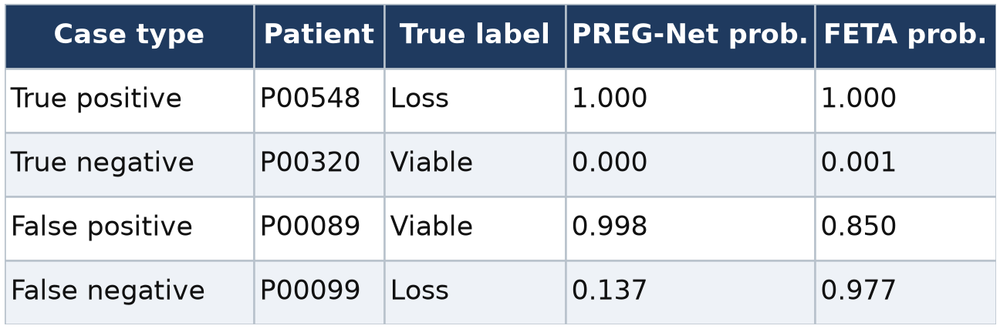 Case type Patient True label PREG-Net prob. FETA prob.
True positive P00548 Loss 1.000 1.000
True negative P00320 Viable 0.000 0.001
False positive P00089 Viable 0.998 0.850
False negative P00099 Loss 0.137 0.977